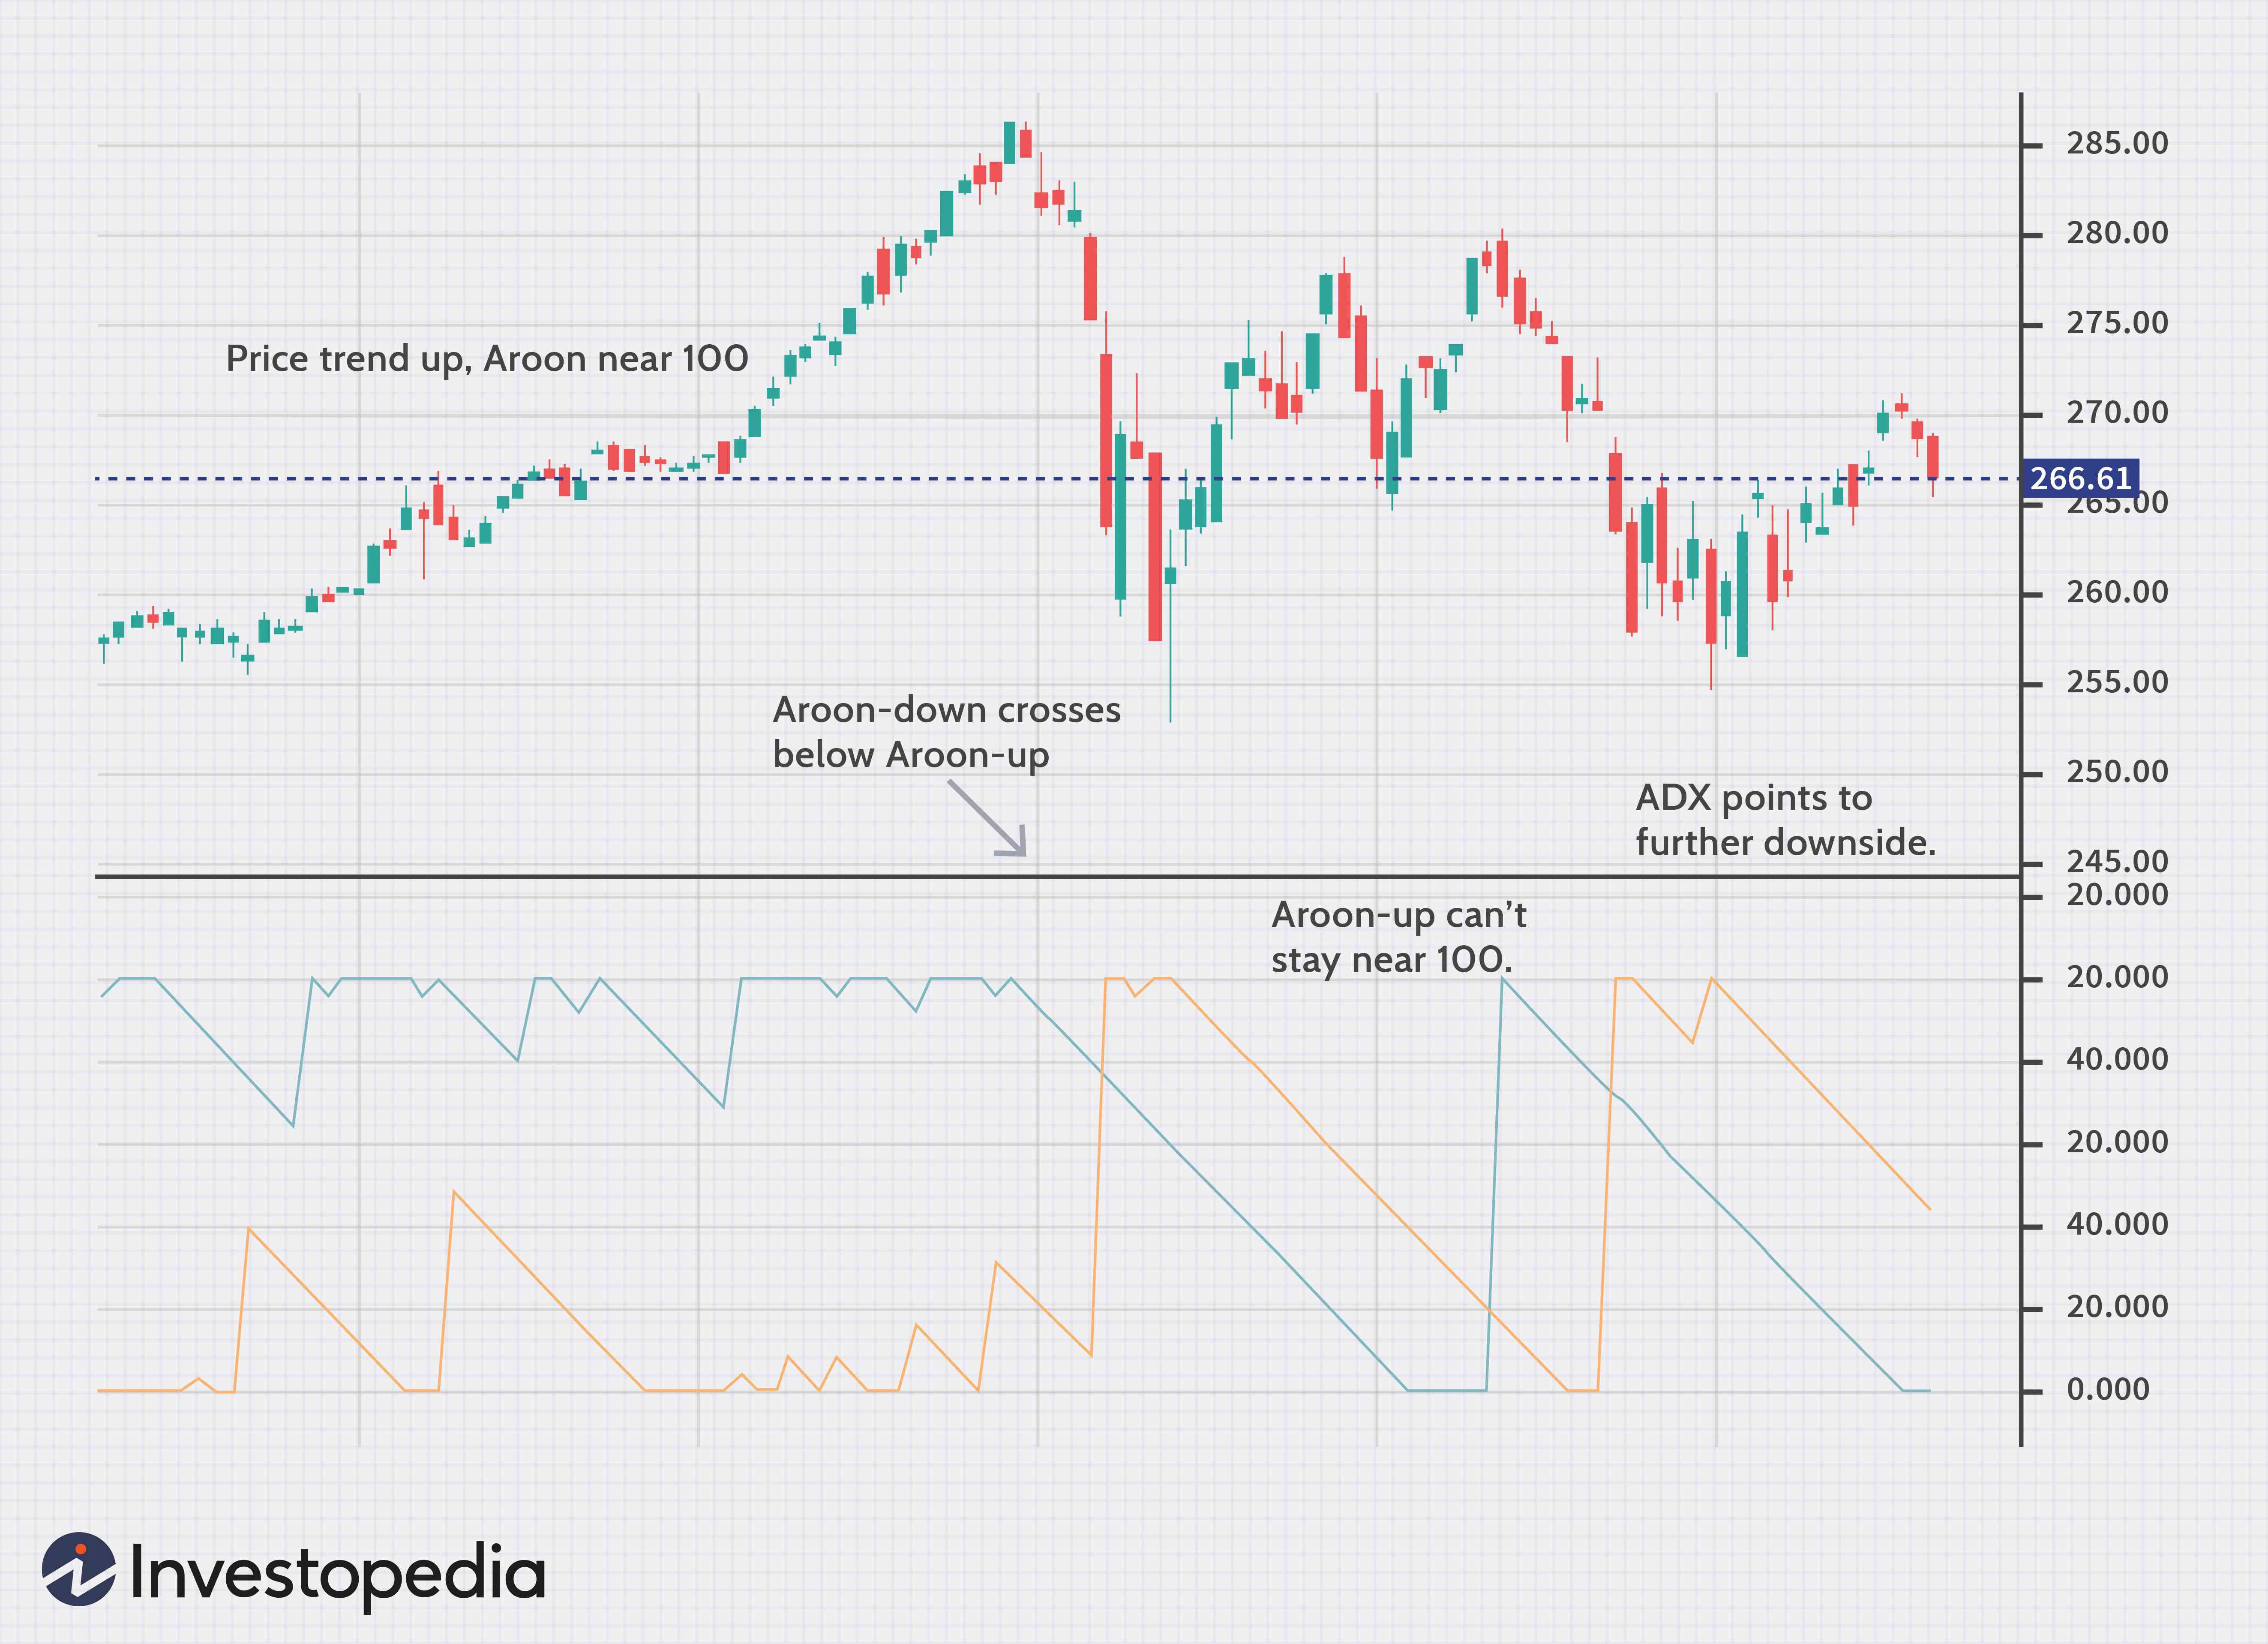 285.00
280.00
275.00
Price trend up, Aroon near 100
270.00
266.61
265.00
260.00
255.00
Aroon-down crosses
below Aroon-up
250.00
ADX points to
further downside.
245.00
20.000
Aroon-up can’t
stay near 100.
20.000
40.000
20.000
40.000
20.000
0.000
Investopedia